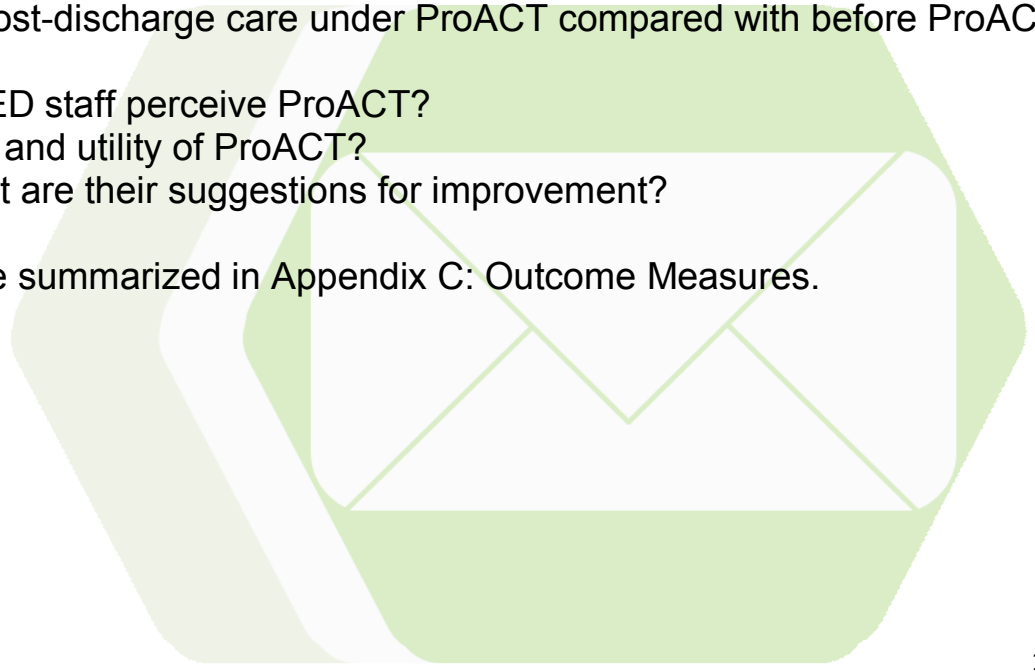 ost-discharge care under ProACT compared with before ProAC
ED staff perceive ProACT?
and utility of ProACT?
t are their suggestions for improvement?
e summarized in Appendix C: Outcome Measures.